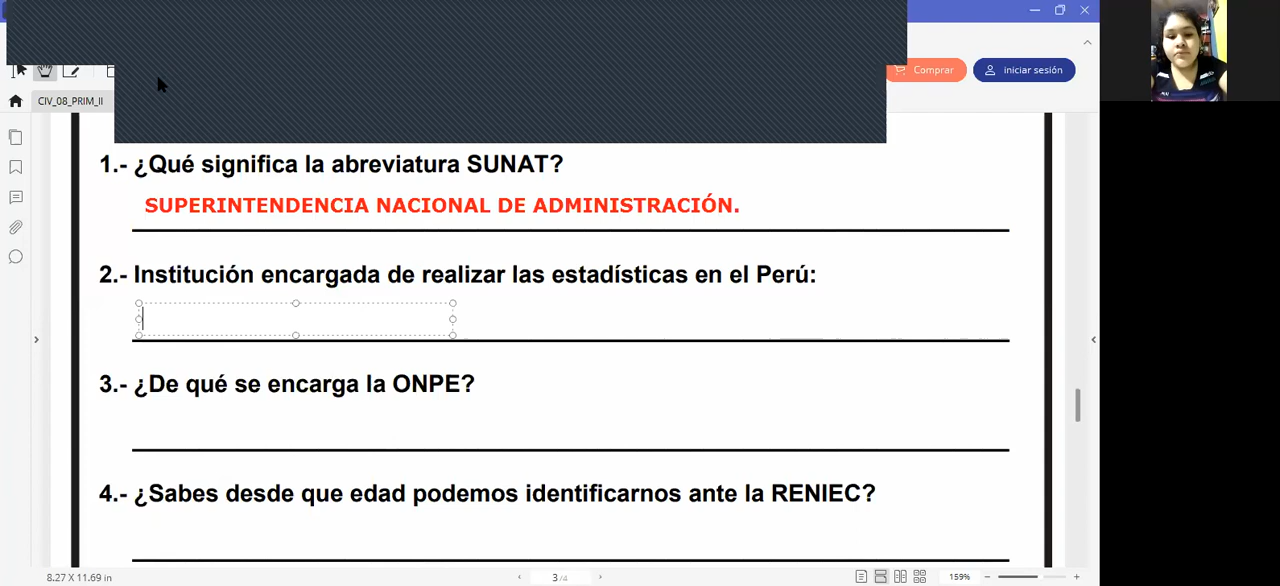 Comprar
iniciar sesión
CIV_08_PRIM_II
1.- ¿Qué significa la abreviatura SUNAT?
SUPERINTENDENCIA NACIONAL DE ADMINISTRACIÓN.
2.- Institución encargada de realizar las estadísticas en el Perú:
3.- ¿De qué se encarga la ONPE?
4.- ¿Sabes desde que edad podemos identificarnos ante la RENIEC?
8.27 X 11.69 in
3 /4
159%